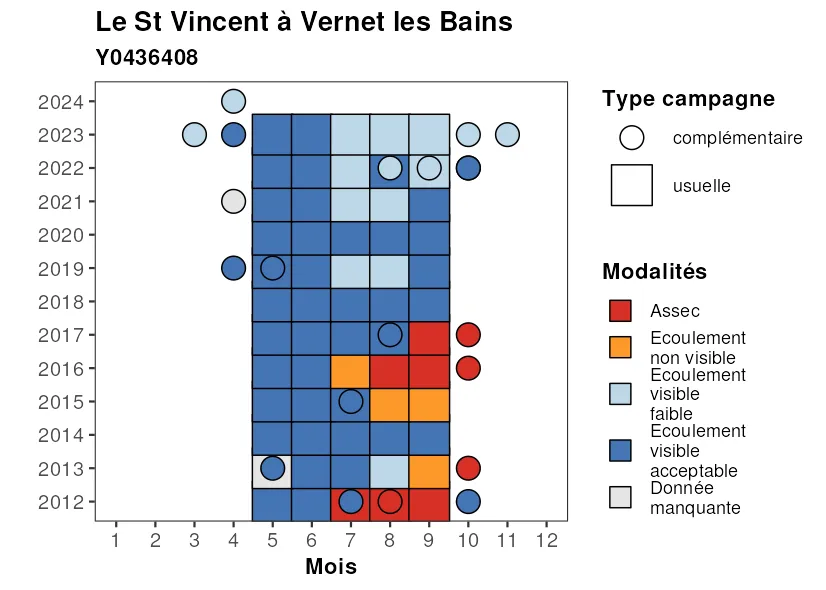 Le St Vincent à Vernet les Bains
Y0436408
2024
2023
2022
2021
2020
2019
2018
2017
2016
2015
2014
2013
2012
1 2 3 4 5 6 7 8 9 10 11 12
Mois
Type campagne
complémentaire
usuelle
Modalités
Assec
Ecoulement
non visible
Ecoulement
visible
faible
Ecoulement
visible
acceptable
Donnée
manquante